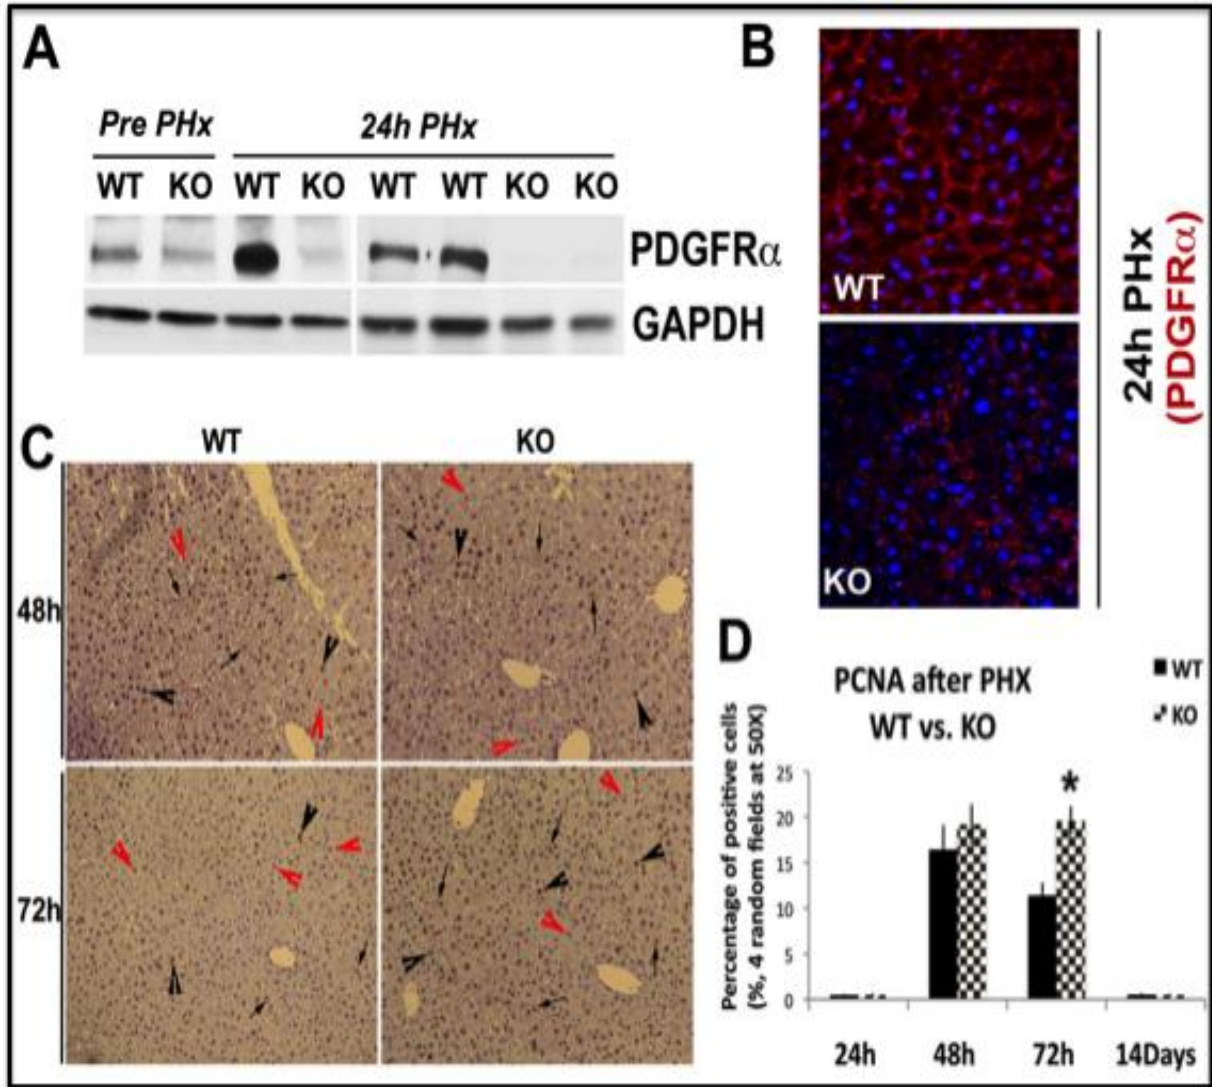 A
Pre PHx 24h PHx
WT KO WT KO WT WT KO KO
PDGFRα
GAPDH
B
WT
KO
24h PHx
(PDGFRα)
C
WT KO
48h
72h
D
PCNA after PHX
WT vs. KO
WT
KO
Percentage of positive cells
(%, 4 random fields at 50X)
25
20
15
10
5
0
*
24h 48h 72h 14Days